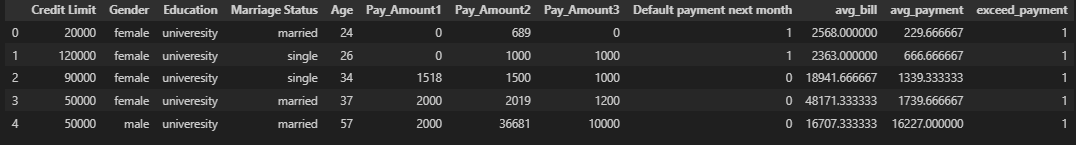 Credit Limit Gender Education Marriage Status Age Pay_Amount1 Pay_Amount2 Pay_Amount3 Default payment next month avg_bill avg_payment exceed_payment
0 20000 female univeresity married 24 0 689 0 1 2568.000000 229.666667 1
1 120000 female univeresity single 26 0 1000 1000 1 2363.000000 666.666667 1
2 90000 female univeresity single 34 1518 1500 1000 0 18941.666667 1339.333333 1
3 50000 female univeresity married 37 2000 2019 1200 0 48171.333333 1739.666667 1
4 50000 male univeresity married 57 2000 36681 10000 0 16707.333333 16227.000000 1